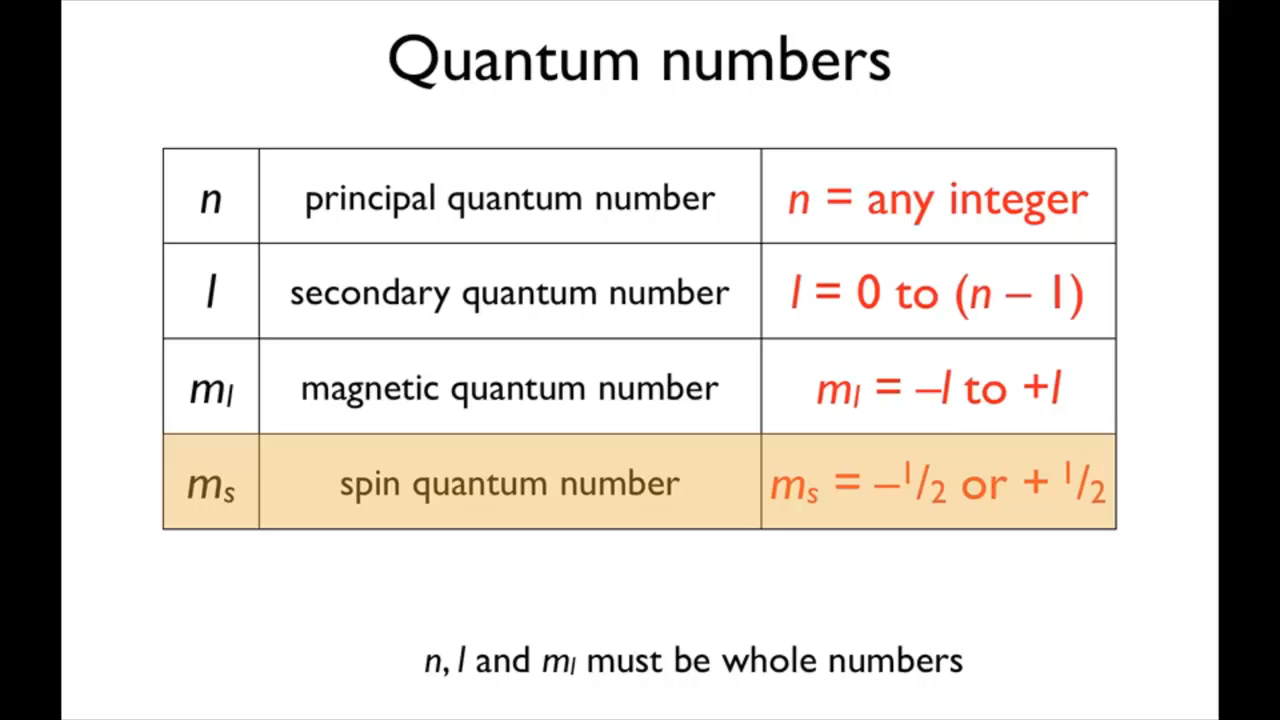 Quantum numbers
n principal quantum number n = any integer
l secondary quantum number l = 0 to (n – 1)
mₗ magnetic quantum number mₗ = –l to +l
mₛ spin quantum number mₛ = –¹/₂ or + ¹/₂
n, l and mₗ must be whole numbers